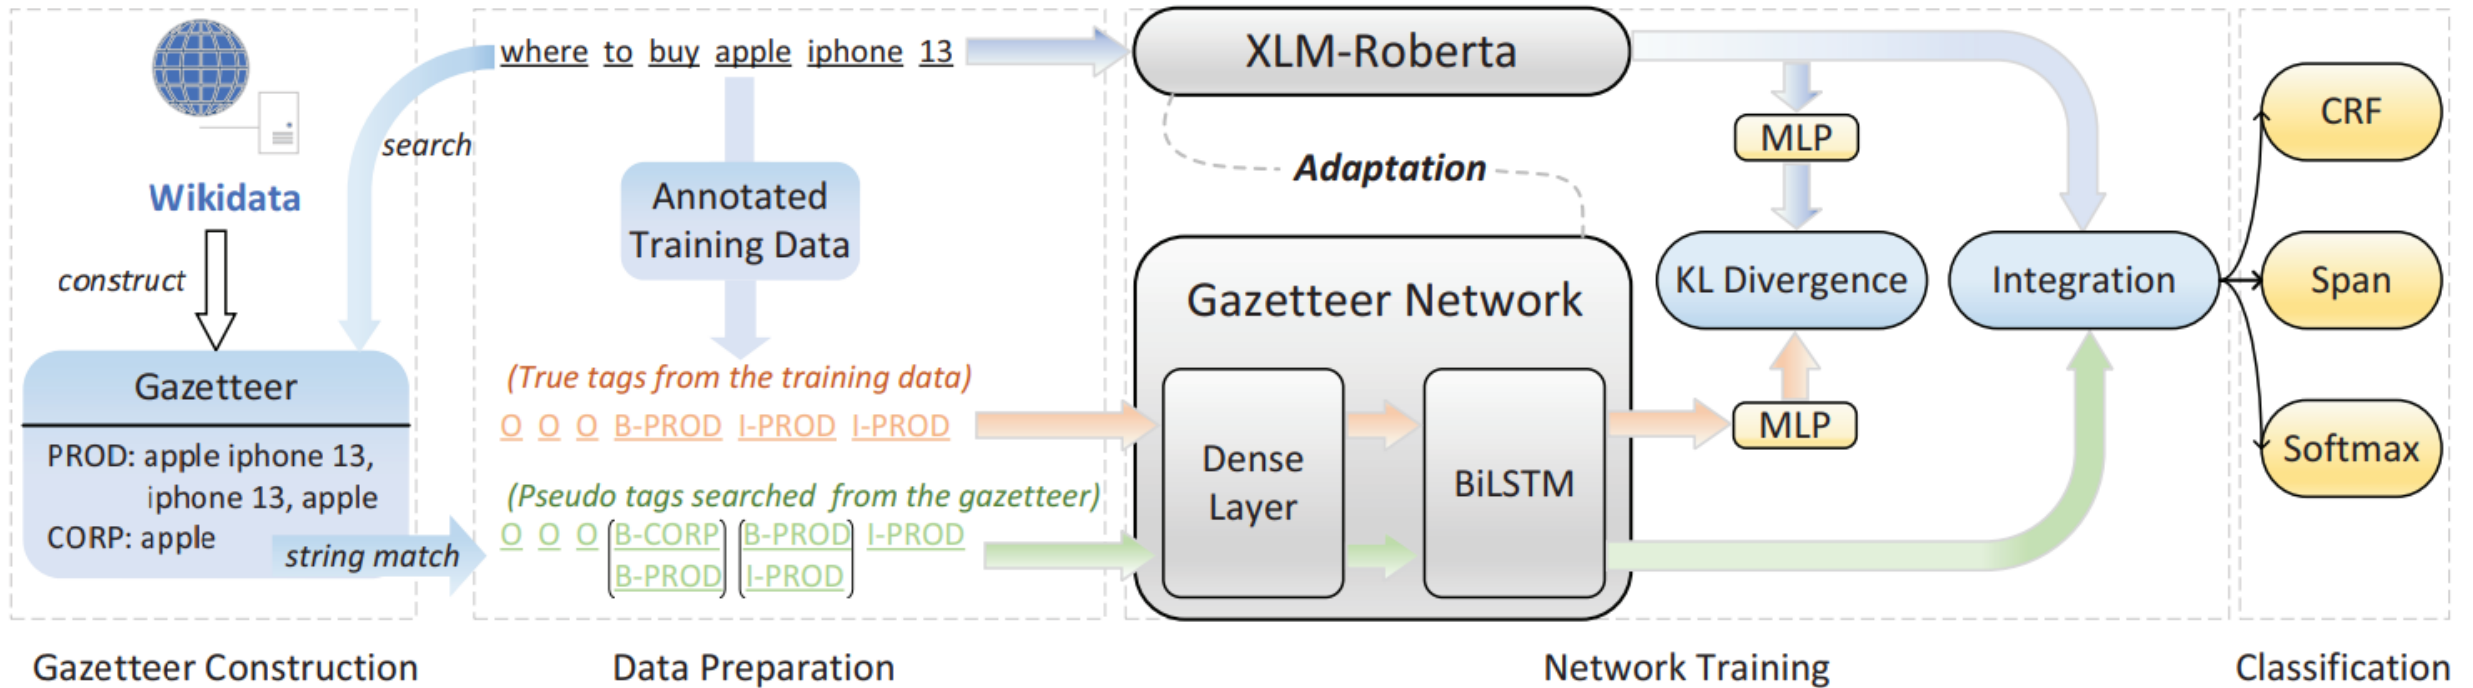 Wikidata
construct
search
Gazetteer
PROD: apple iphone 13,
iphone 13, apple
CORP: apple
string match
Gazetteer Construction
where to buy apple iphone 13
Annotated
Training Data
(True tags from the training data)
O O O B-PROD I-PROD I-PROD
(Pseudo tags searched from the gazetteer)
O O O B-CORP B-PROD I-PROD
B-PROD I-PROD
Data Preparation
XLM-Roberta
Adaptation
Gazetteer Network
Dense
Layer
BiLSTM
MLP
KL Divergence
MLP
Integration
Network Training
CRF
Span
Softmax
Classification